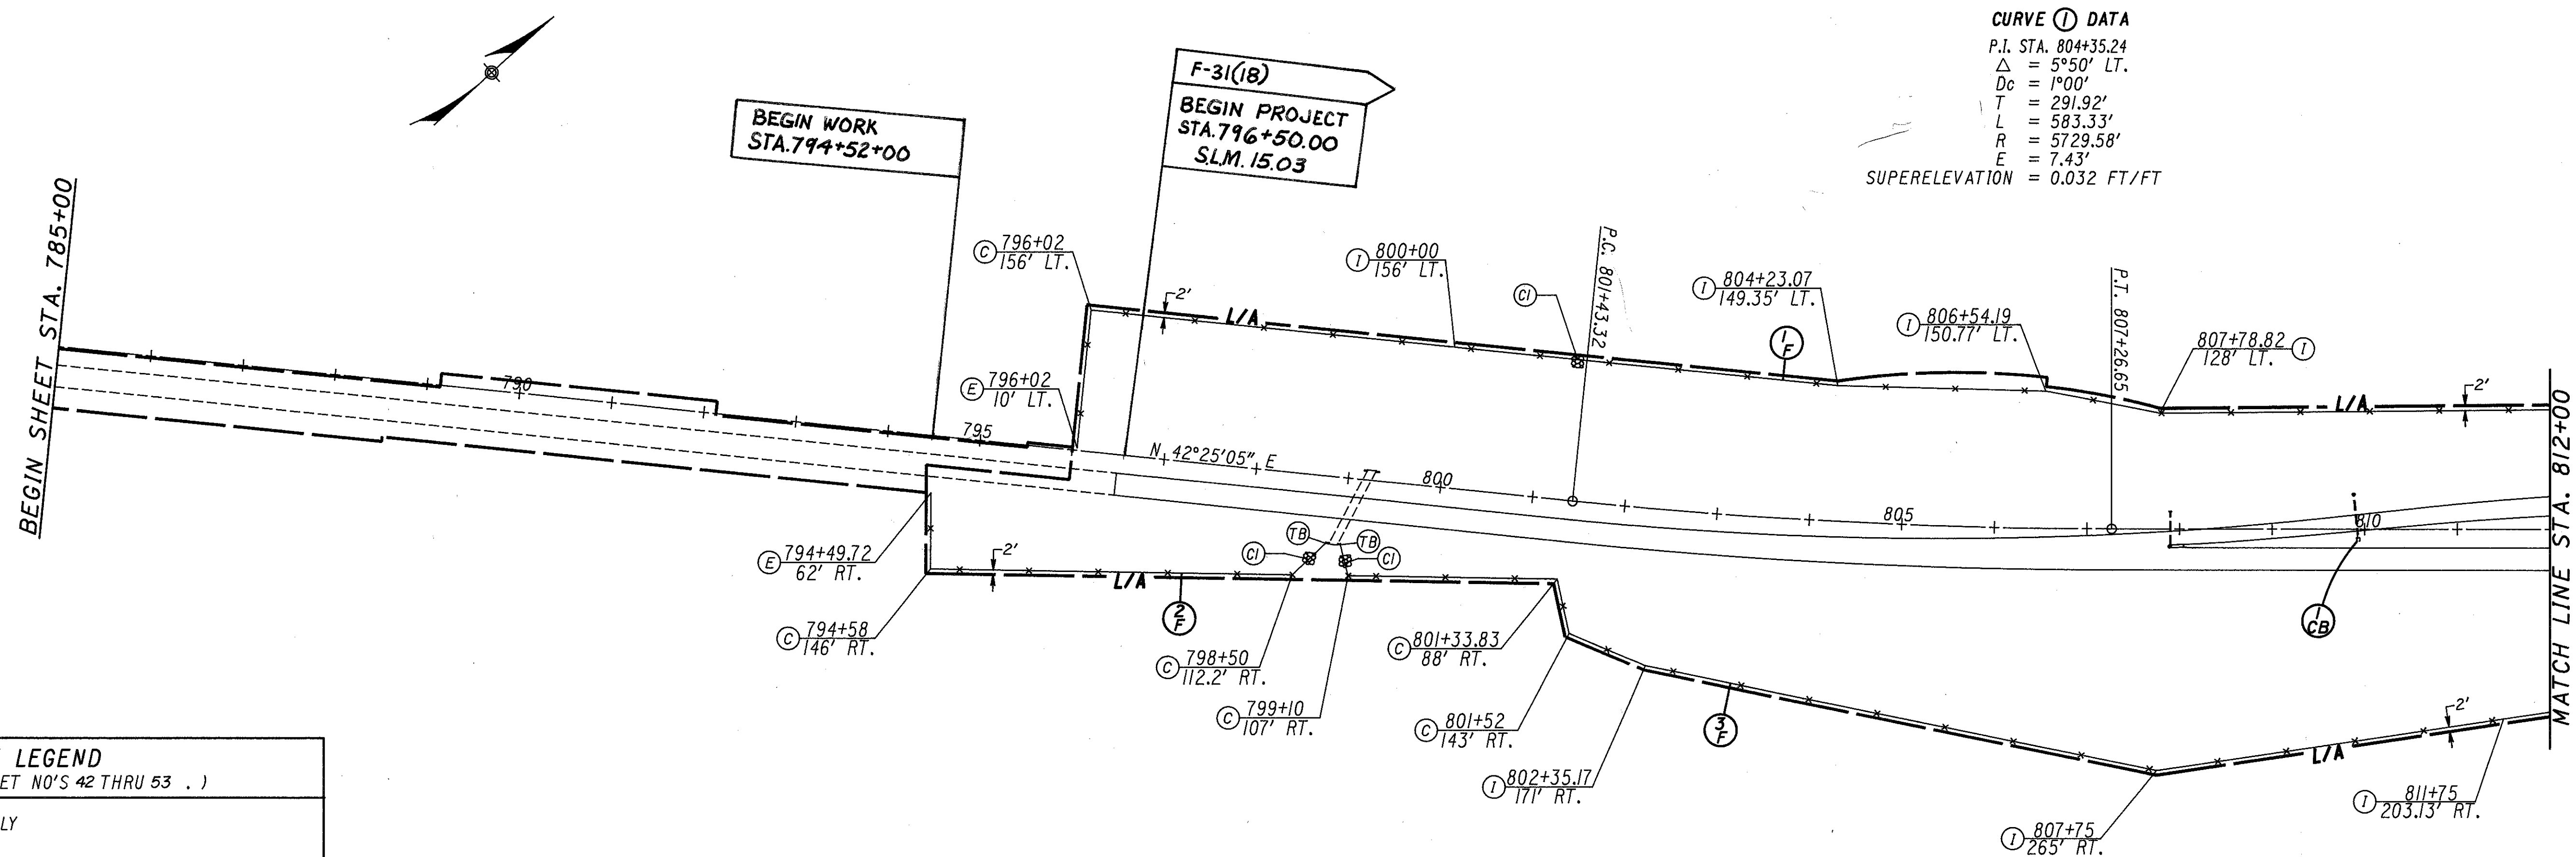 CURVE 1 DATA
P.I. STA. 804+35.24
△ = 5°50' LT.
Dc = 1°00'
T = 291.92'
L = 583.33'
R = 5729.58'
E = 7.43'
SUPERELEVATION = 0.032 FT/FT
F-31(18)
BEGIN PROJECT
STA. 796+50.00
S.L.M. 15.03
BEGIN WORK
STA. 794+52+00
BEGIN SHEET STA. 785+00
C 796+02
156' LT.
2'
L/A
I 800+00
156' LT.
CI
P.C. 801+43.32
I 804+23.07
149.35' LT.
1
F
I 806+54.19
150.77' LT.
P.T. 807+26.65
807+78.82 I
128' LT.
L/A
2'
MATCH LINE STA. 812+00
E 796+02
10' LT.
790
795
N 42°25'05" E
800
805
810
TB
TB
CI
CI
E 794+49.72
62' RT.
2'
L/A
2
F
C 794+58
146' RT.
C 798+50
112.2' RT.
C 799+10
107' RT.
C 801+33.83
88' RT.
C 801+52
143' RT.
I 802+35.17
171' RT.
3
F
1
CB
2'
L/A
I 811+75
203.13' RT.
I 807+75
265' RT.
LEGEND
ET NO'S 42 THRU 53 . )
LY